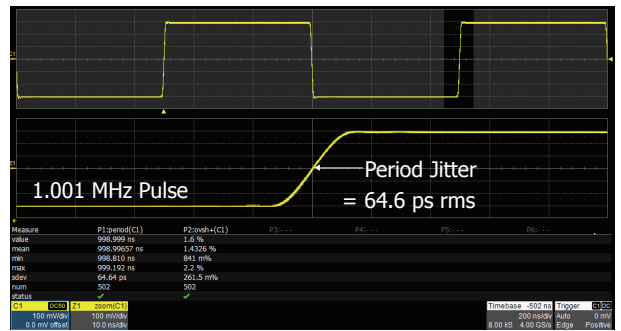 C1
Z1
Period Jitter
1.001 MHz Pulse
= 64.6 ps rms
Measure P1:period(C1) P2:ovsh+(C1) P3:- - - P4:- - - P5:- - - P6:- - -
value 998.999 ns 1.6 %
mean 998.99657 ns 1.4326 %
min 998.810 ns 841 m%
max 999.192 ns 2.2 %
sdev 64.64 ps 261.5 m%
num 502 502
status ✓ ✓
C1 DC50 Z1 zoom(C1) Timebase -502 ns Trigger C1 DC
100 mV/div 100 mV/div 200 ns/div Auto 0 mV
0.0 mV offset 10.0 ns/div 8.00 kS 4.00 GS/s Edge Positive